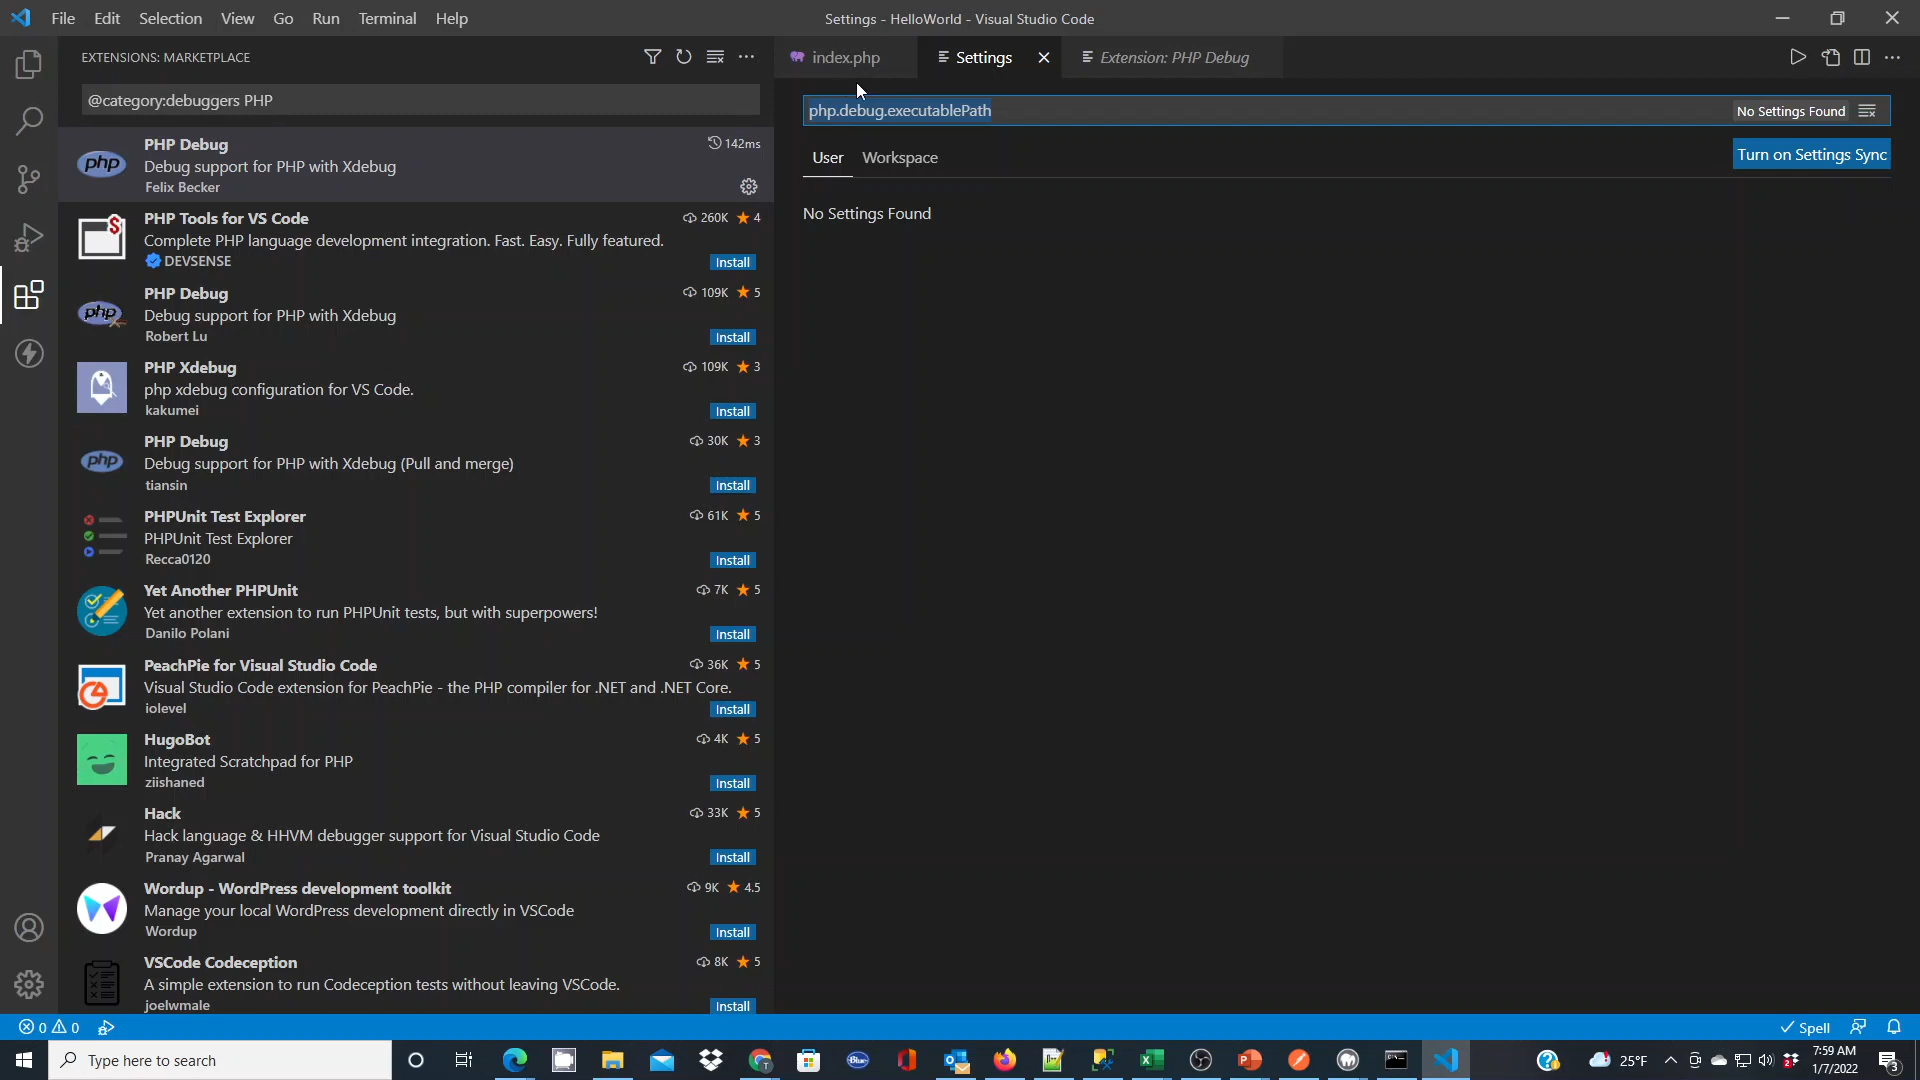 File Edit Selection View Go Run Terminal Help
Settings - HelloWorld - Visual Studio Code
EXTENSIONS: MARKETPLACE
@category:debuggers PHP
PHP Debug
142ms
Debug support for PHP with Xdebug
Felix Becker
PHP Tools for VS Code
260K 4
Complete PHP language development integration. Fast. Easy. Fully featured.
DEVSENSE
Install
PHP Debug
109K 5
Debug support for PHP with Xdebug
Robert Lu
Install
PHP Xdebug
109K 3
php xdebug configuration for VS Code.
kakumei
Install
PHP Debug
30K 3
Debug support for PHP with Xdebug (Pull and merge)
tiansin
Install
PHPUnit Test Explorer
61K 5
PHPUnit Test Explorer
Recca0120
Install
Yet Another PHPUnit
7K 5
Yet another extension to run PHPUnit tests, but with superpowers!
Danilo Polani
Install
PeachPie for Visual Studio Code
36K 5
Visual Studio Code extension for PeachPie - the PHP compiler for .NET and .NET Core.
iolevel
Install
HugoBot
4K 5
Integrated Scratchpad for PHP
ziishaned
Install
Hack
33K 5
Hack language & HHVM debugger support for Visual Studio Code
Pranay Agarwal
Install
Wordup - WordPress development toolkit
9K 4.5
Manage your local WordPress development directly in VSCode
Wordup
Install
VSCode Codeception
8K 5
A simple extension to run Codeception tests without leaving VSCode.
joelwmale
Install
index.php
Settings
Extension: PHP Debug
php.debug.executablePath
No Settings Found
User Workspace
Turn on Settings Sync
No Settings Found
0 0
Spell
Type here to search
25°F
7:59 AM
1/7/2022
3